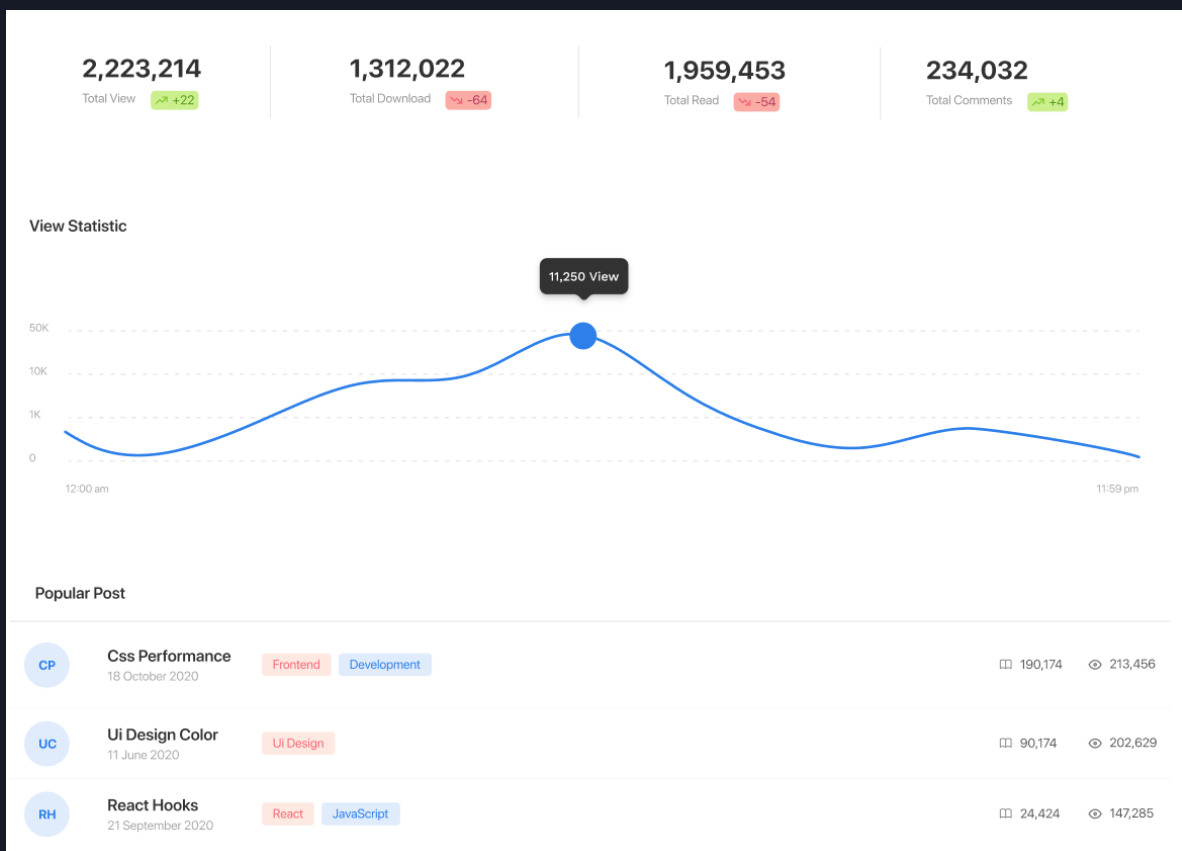 2,223,214
Total View +22
1,312,022
Total Download -64
1,959,453
Total Read -54
234,032
Total Comments +4
View Statistic
11,250 View
50K
10K
1K
0
12:00 am 11:59 pm
Popular Post
CP
Css Performance
18 October 2020
Frontend Development
190,174 213,456
UC
Ui Design Color
11 June 2020
Ui Design
90,174 202,629
RH
React Hooks
21 September 2020
React JavaScript
24,424 147,285